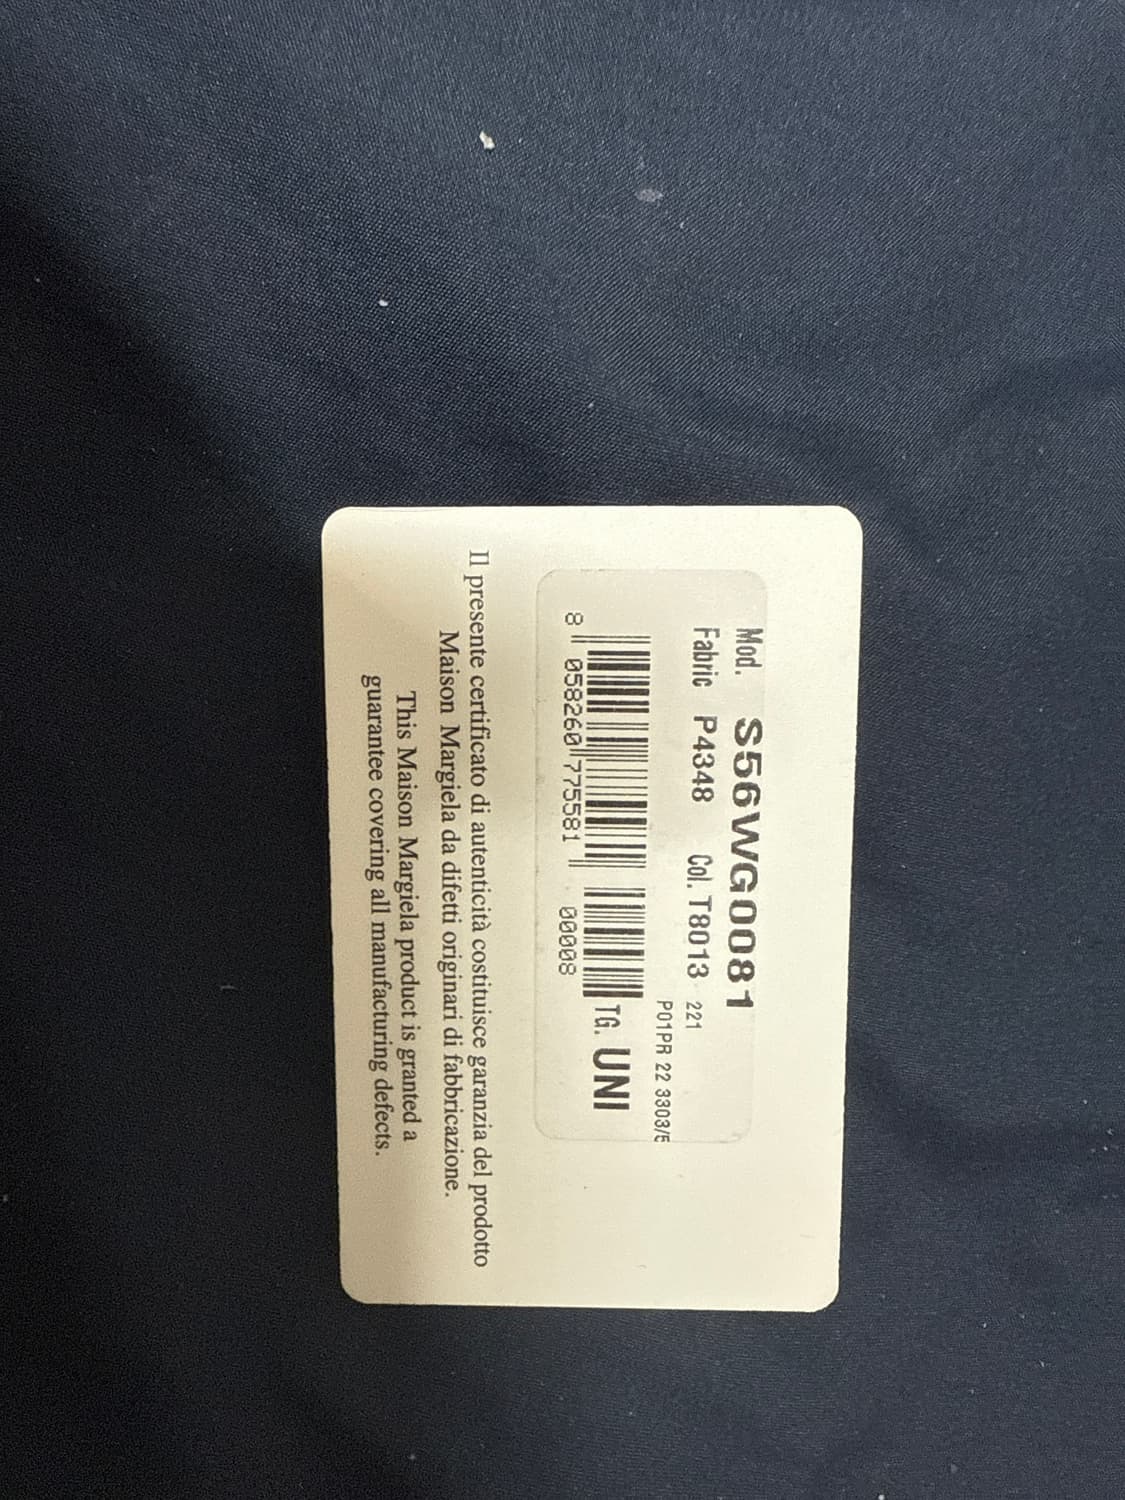 Mod. S56WG0081
Fabric P4348 Col. T8013 221
P01PR 22 3303/E
TG. UNI
8 058260 775581 00008
Il presente certificato di autenticità costituisce garanzia del prodotto
Maison Margiela da difetti originari di fabbricazione.
This Maison Margiela product is granted a
guarantee covering all manufacturing defects.